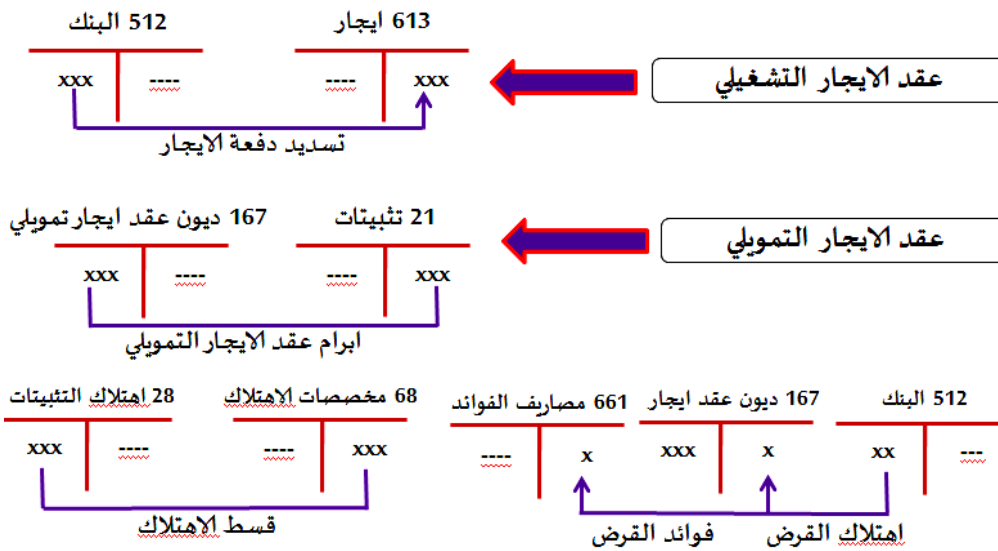 613 ايجار
512 البنك
عقد الايجار التشغيلي
xxx
----
----
xxx
تسديد دفعة الايجار
21 تثبيتات
167 ديون عقد ايجار تمويلي
عقد الايجار التمويلي
xxx
----
----
xxx
ابرام عقد الايجار التمويلي
512 البنك
167 ديون عقد ايجار
661 مصاريف الفوائد
68 مخصصات الاهتلاك
28 اهتلاك التثبيتات
---
xx
x
xxx
x
----
xxx
----
----
xxx
اهتلاك القرض
فوائد القرض
قسط الاهتلاك